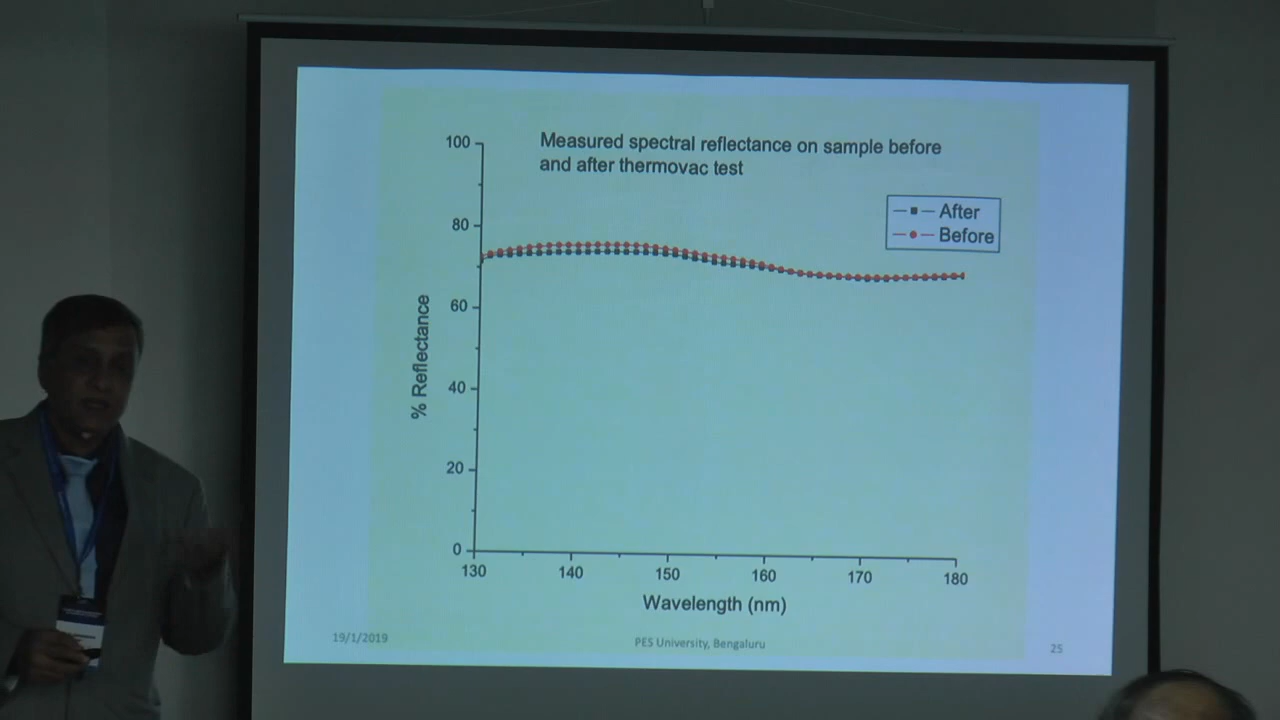 Measured spectral reflectance on sample before
and after thermovac test
After
Before
100
80
60
40
20
0
% Reflectance
130 140 150 160 170 180
Wavelength (nm)
19/1/2019 PES University, Bengaluru 25